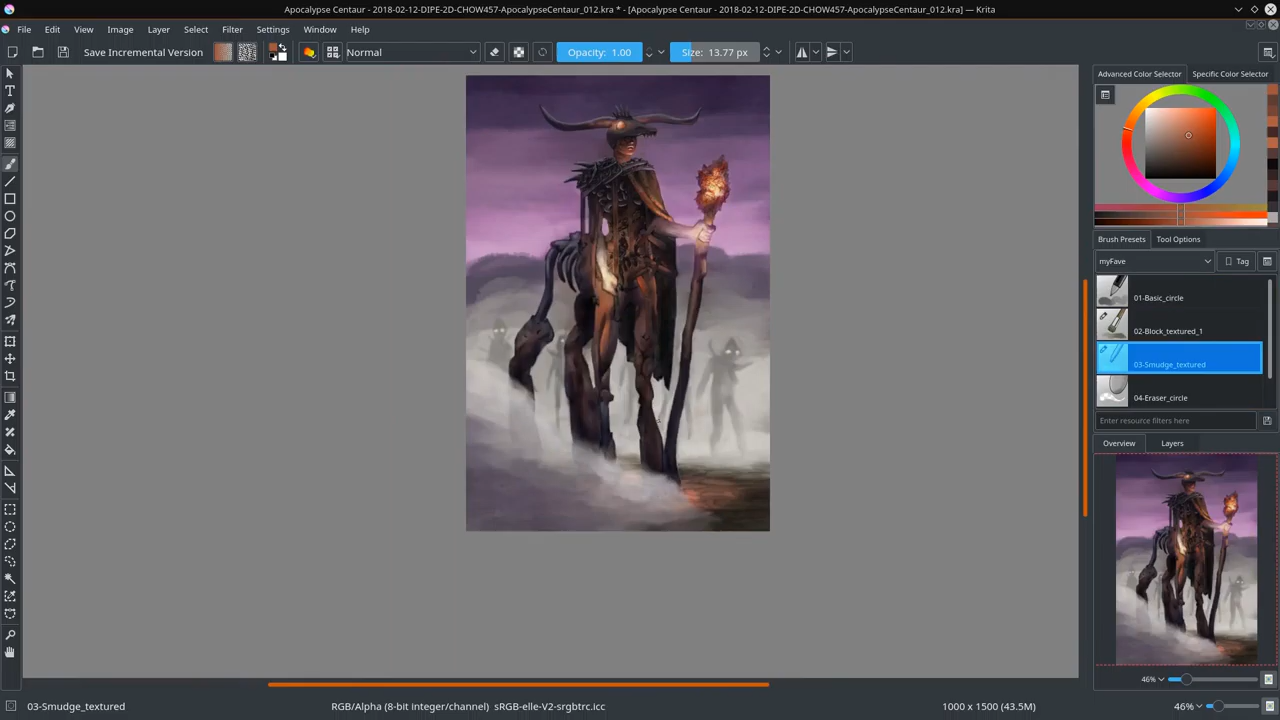 Apocalypse Centaur - 2018-02-12-DIPE-2D-CHOW457-ApocalypseCentaur_012.kra * - [Apocalypse Centaur - 2018-02-12-DIPE-2D-CHOW457-ApocalypseCentaur_012.kra] — Krita
File Edit View Image Layer Select Filter Settings Window Help
Save Incremental Version Normal Opacity: 1.00 Size: 13.77 px
Advanced Color Selector Specific Color Selector
Brush Presets Tool Options
myFave Tag
01-Basic_circle
02-Block_textured_1
03-Smudge_textured
04-Eraser_circle
Enter resource filters here
Overview Layers
46%
03-Smudge_textured RGB/Alpha (8-bit integer/channel) sRGB-elle-V2-srgbtrc.icc 1000 x 1500 (43.5M) 46%